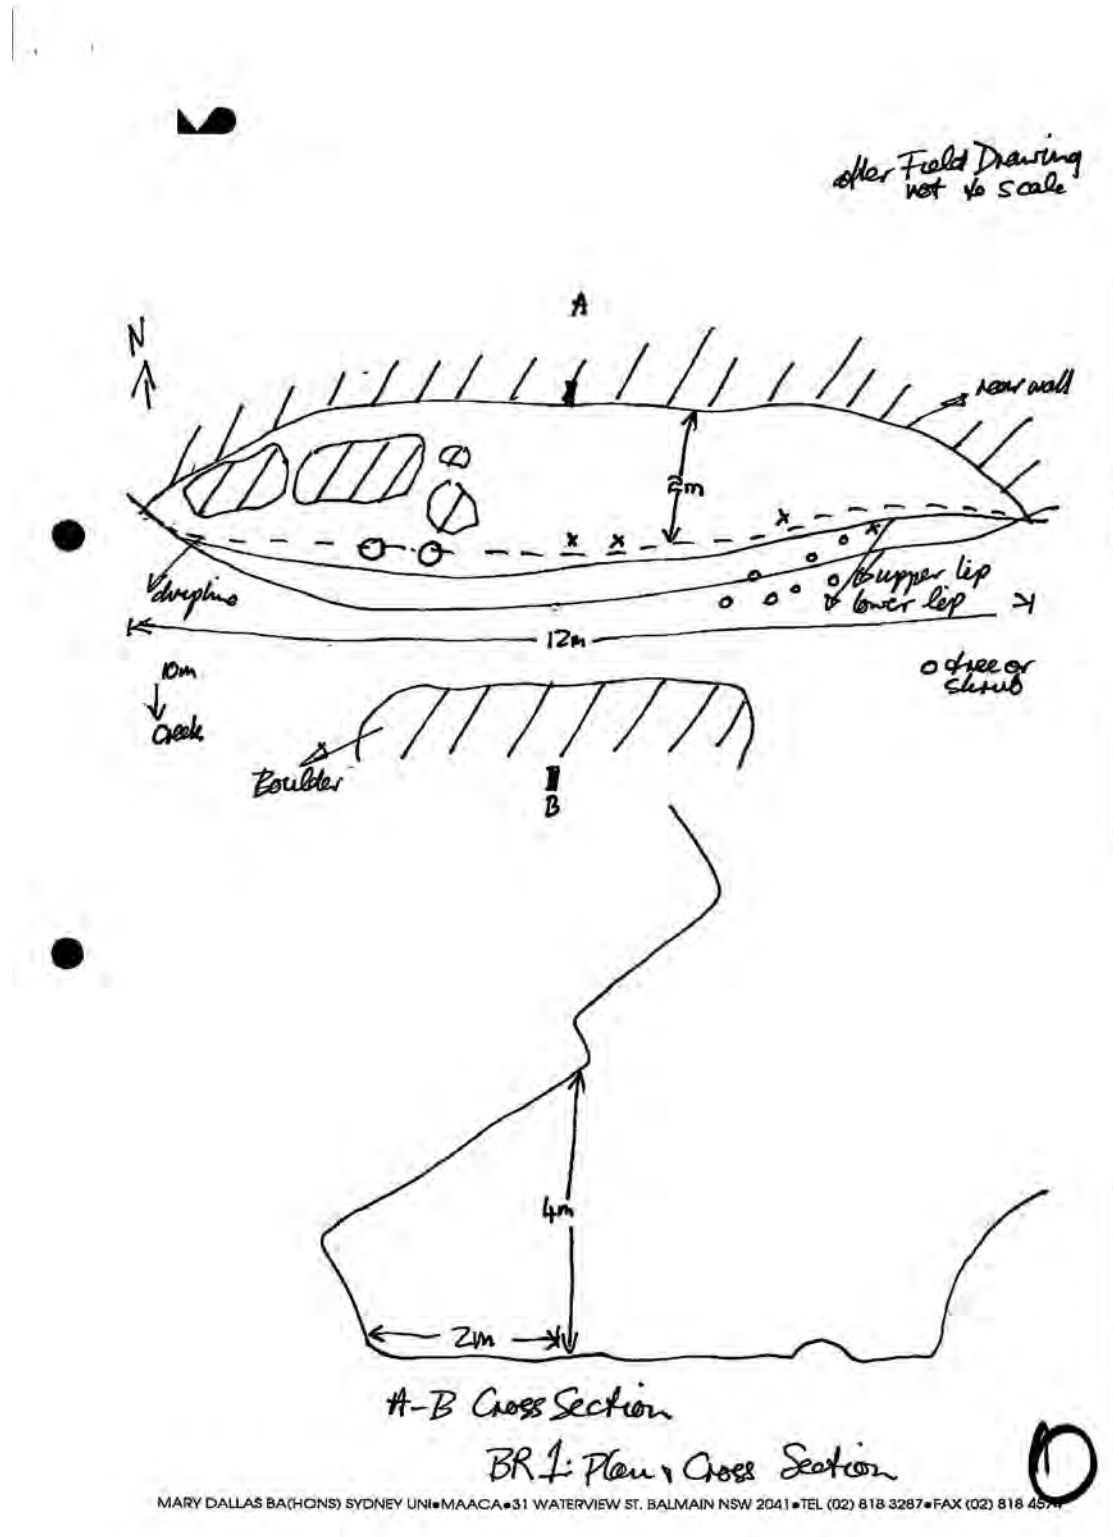 after Field Drawing
not to scale
A
N
rear wall
2m
x
x x
x
dripline
upper lip
lower lip
12m
10m
Creek
o tree or
shrub
Boulder
B
4m
2m
A-B Cross Section
BR 1: Plan & Cross Section
1
MARY DALLAS BA(HONS) SYDNEY UNI•MAACA•31 WATERVIEW ST. BALMAIN NSW 2041•TEL (02) 818 3287•FAX (02) 818